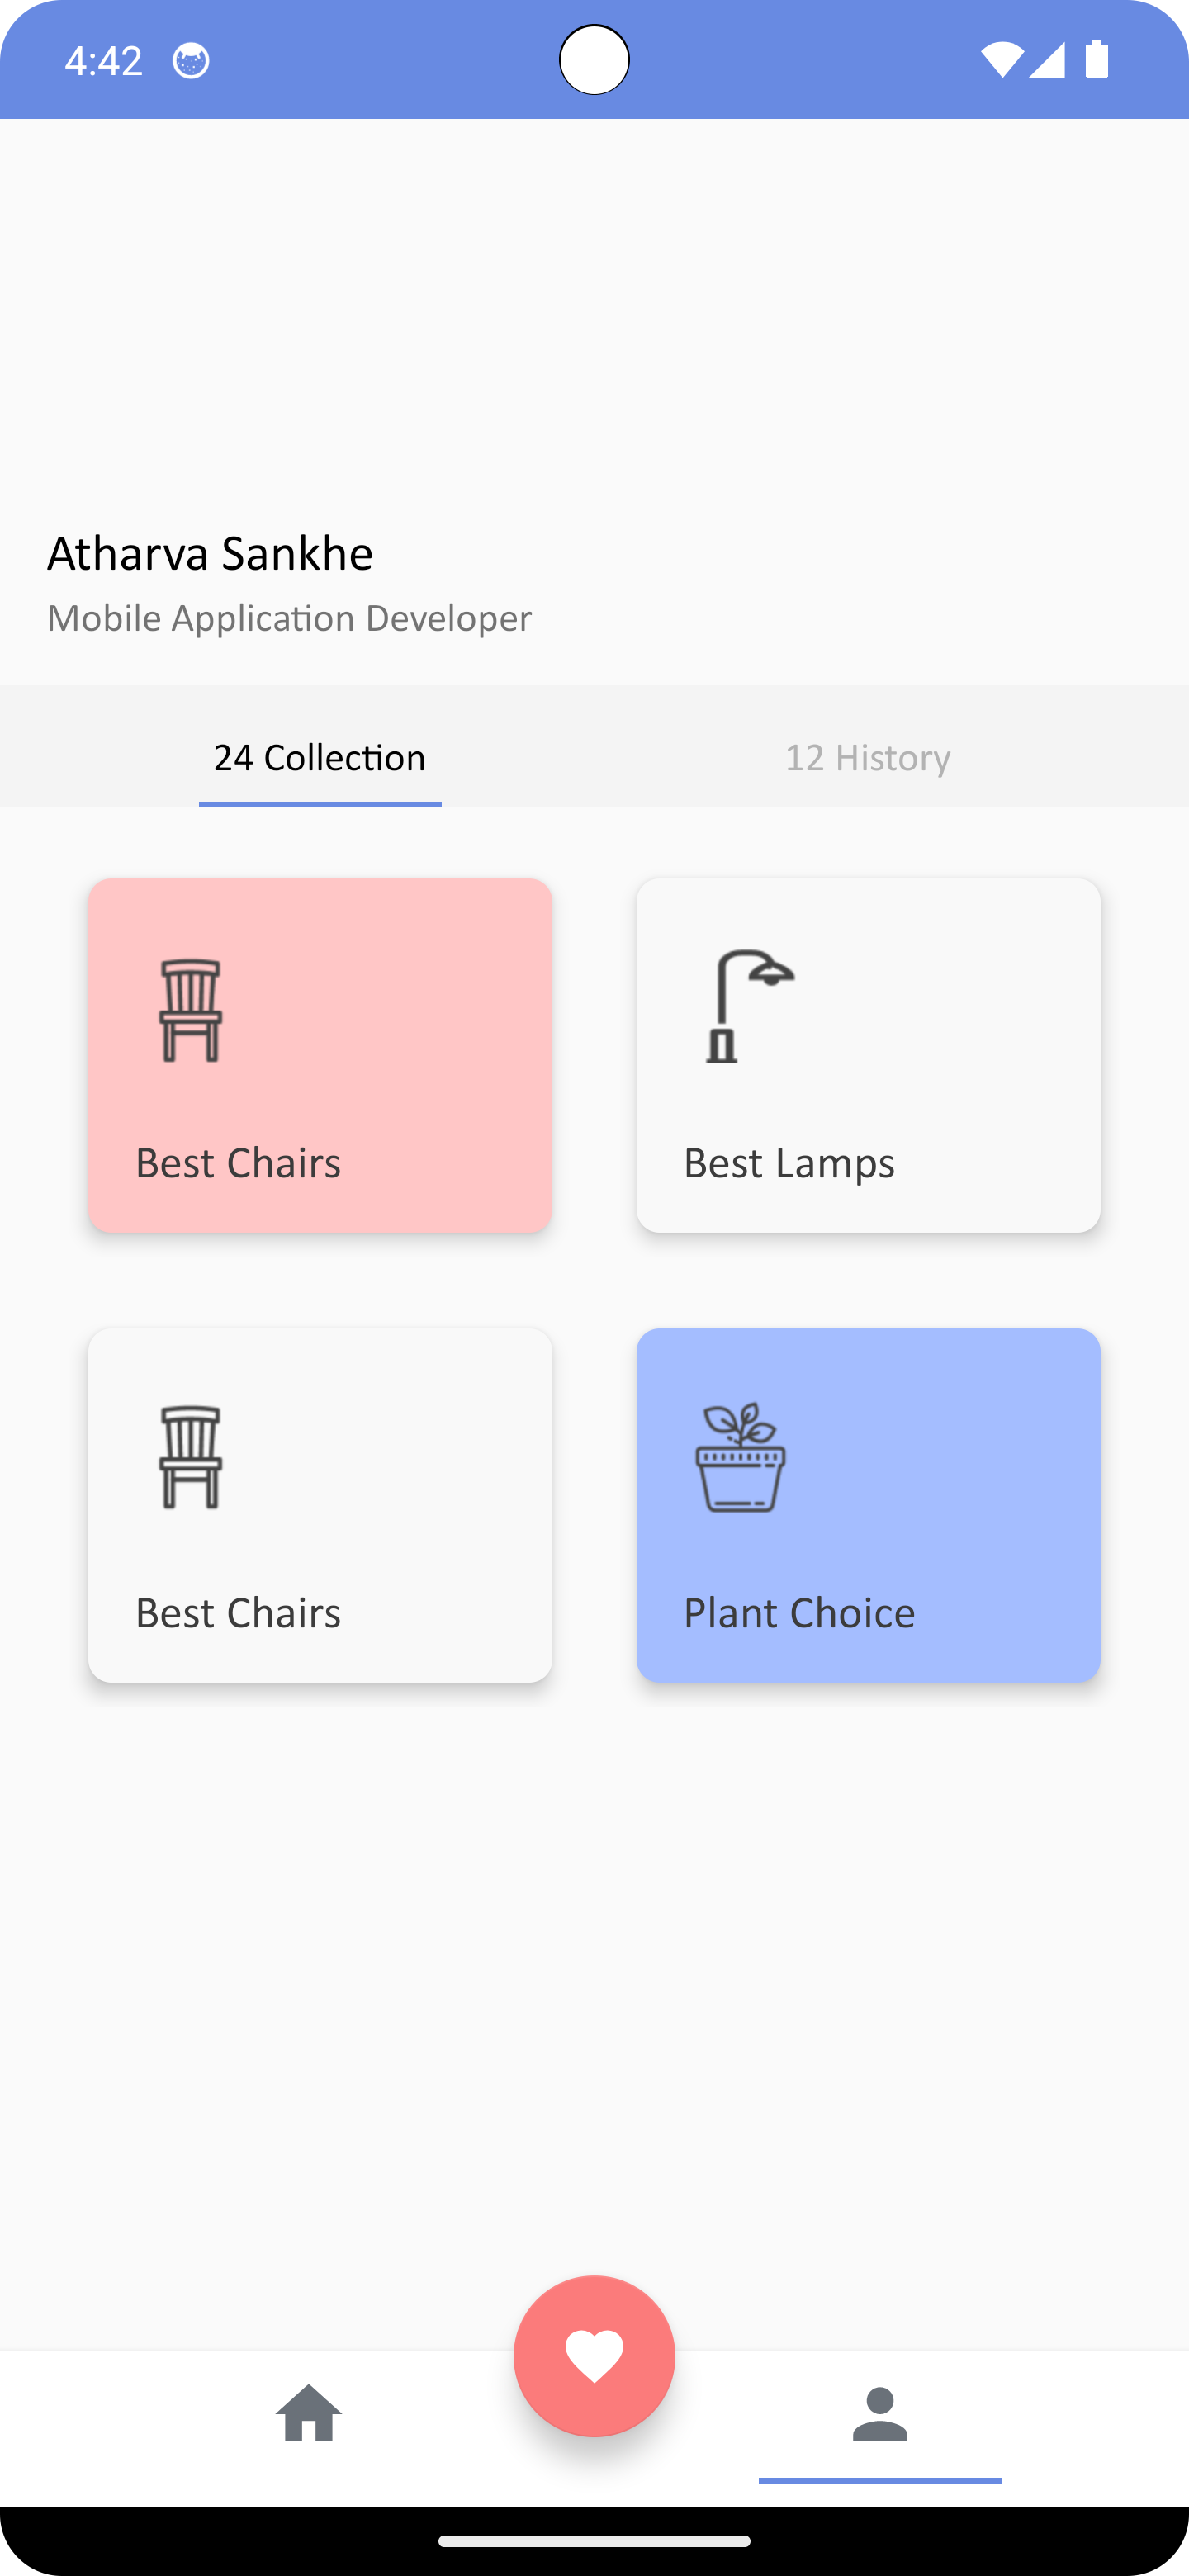 4:42
Atharva Sankhe
Mobile Application Developer
24 Collection
12 History
Best Chairs
Best Lamps
Best Chairs
Plant Choice